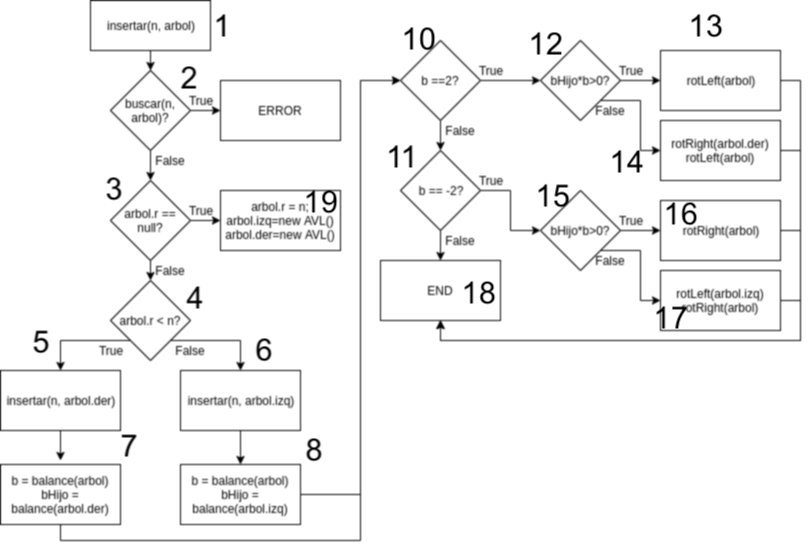 1
insertar(n, arbol)
2
buscar(n,
arbol)?
True
ERROR
False
3
arbol.r ==
null?
True
19
arbol.r = n;
arbol.izq=new AVL()
arbol.der=new AVL()
False
4
arbol.r < n?
True
False
5
insertar(n, arbol.der)
6
insertar(n, arbol.izq)
7
b = balance(arbol)
bHijo =
balance(arbol.der)
8
b = balance(arbol)
bHijo =
balance(arbol.izq)
10
b ==2?
True
False
12
bHijo*b>0?
True
False
13
rotLeft(arbol)
14
rotRight(arbol.der)
rotLeft(arbol)
11
b == -2?
True
False
15
bHijo*b>0?
True
False
16
rotRight(arbol)
17
rotLeft(arbol.izq)
rotRight(arbol)
END
18